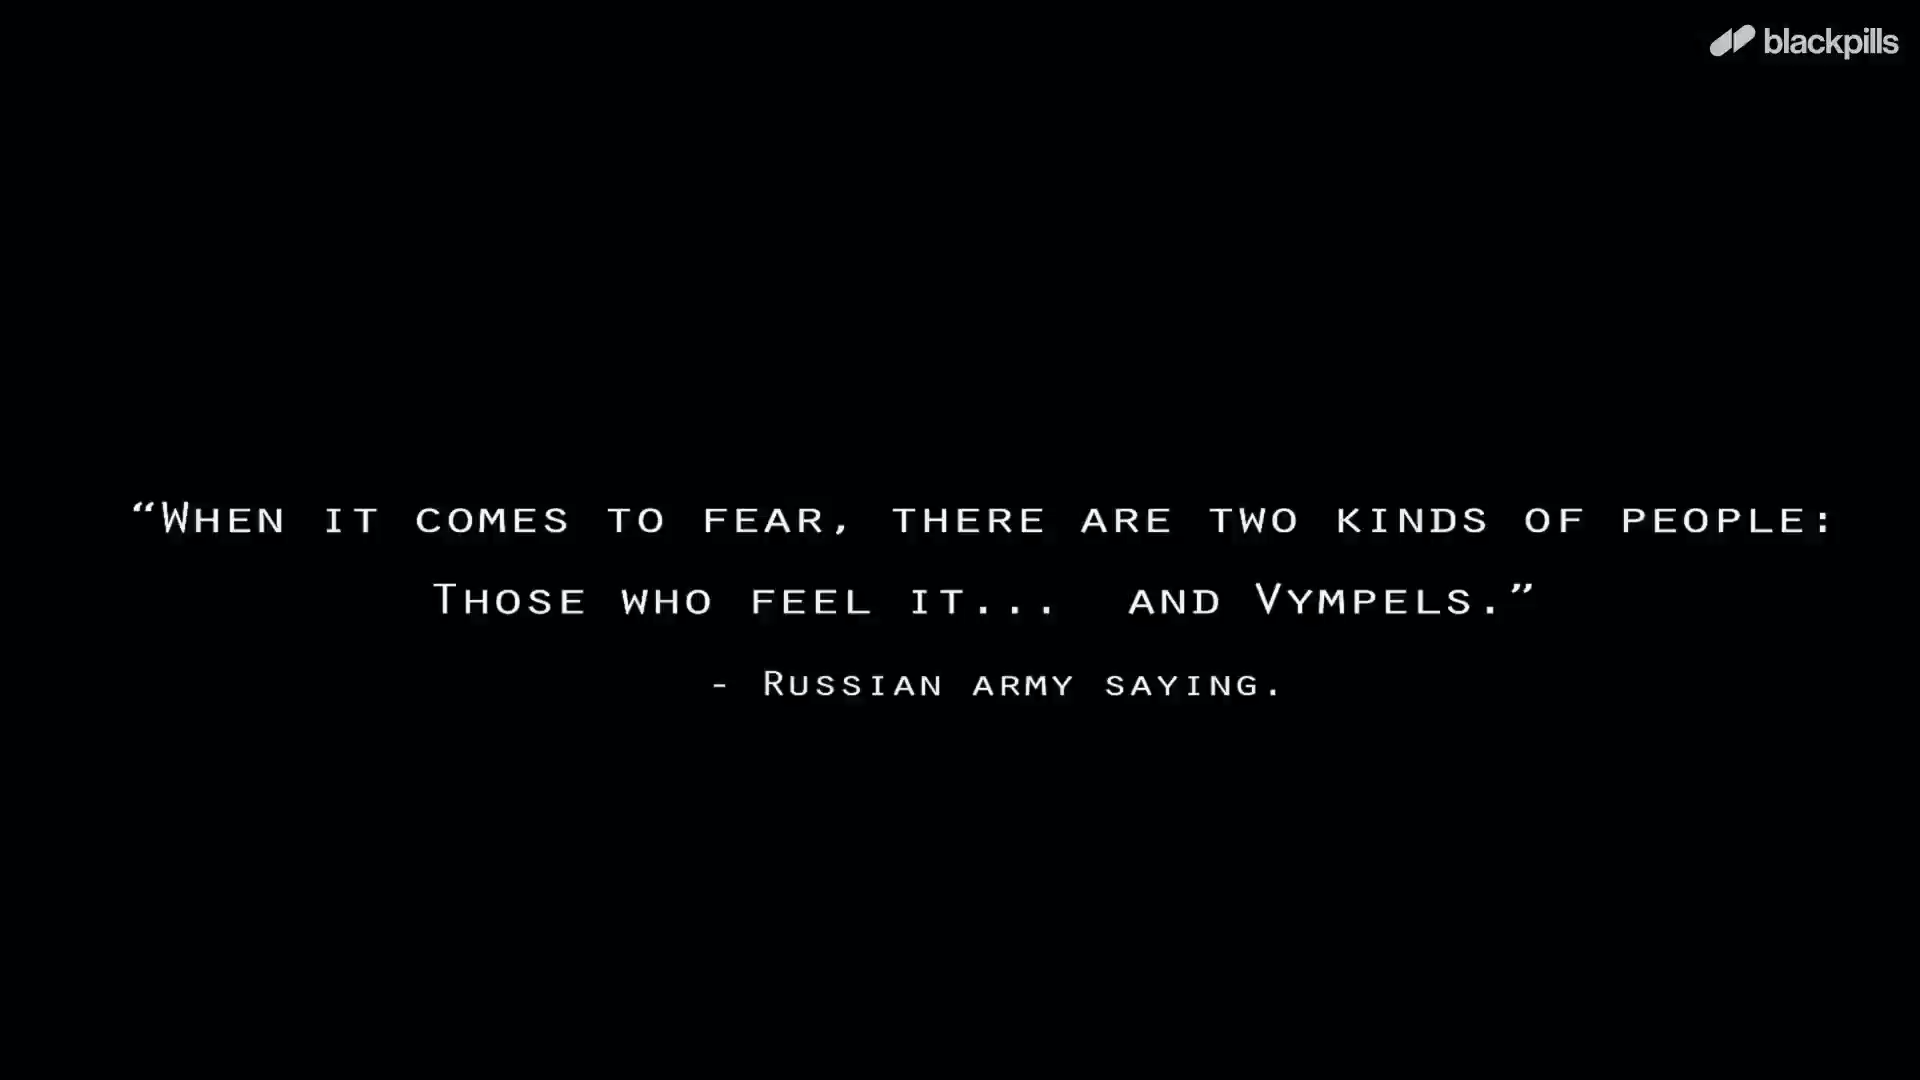 blackpills
“When it comes to fear, there are two kinds of people:
Those who feel it...  and Vympels.”
- Russian army saying.